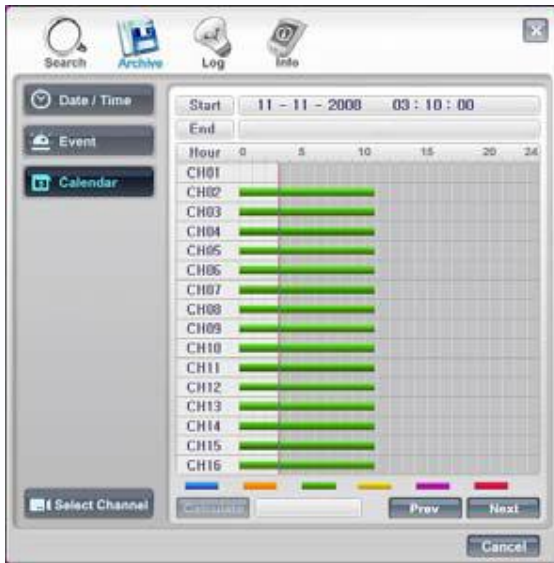 Search Archive Log Info
Date / Time
Event
Calendar
Start 11 - 11 - 2008 03 : 10 : 00
End
Hour 0 5 10 15 20 24
CH01
CH02
CH03
CH04
CH05
CH06
CH07
CH08
CH09
CH10
CH11
CH12
CH13
CH14
CH15
CH16
Select Channel
Calculate Prev Next
Cancel